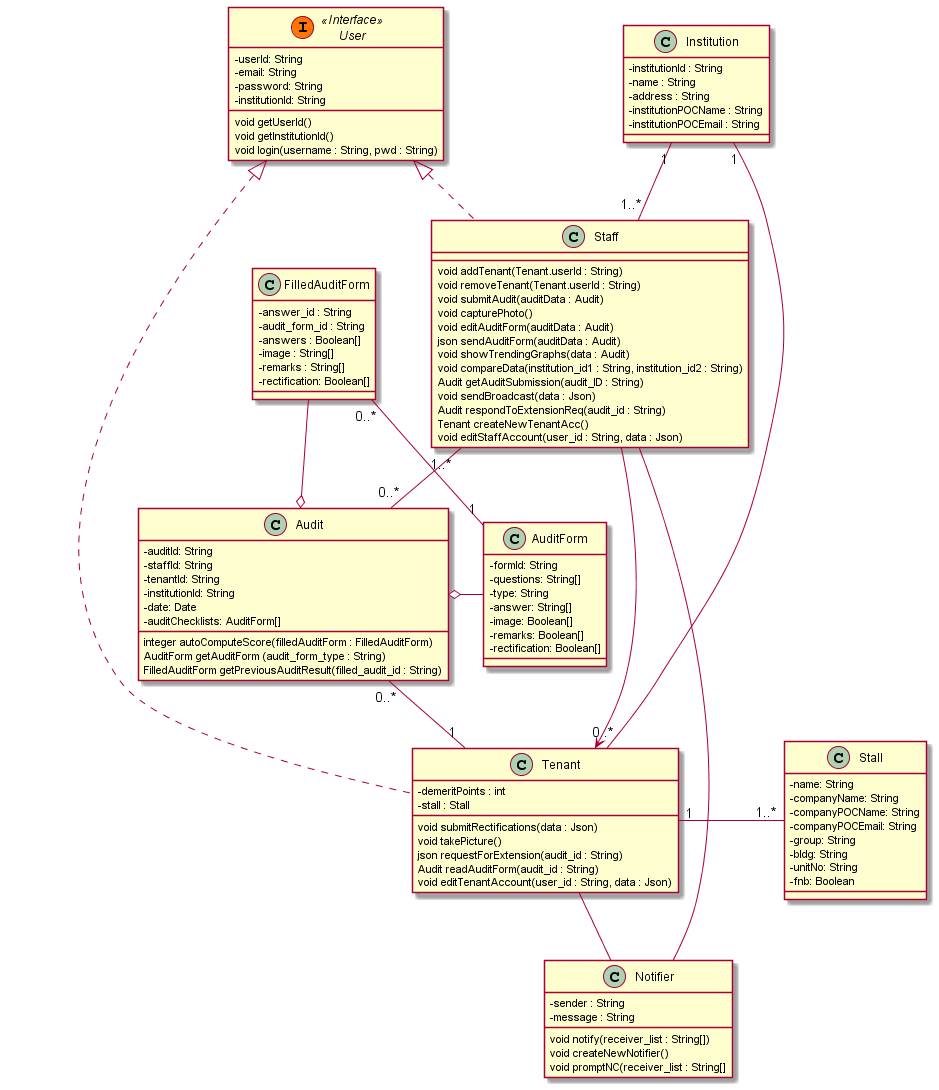 I
«Interface»
User
-userId: String
-email: String
-password: String
-institutionId: String
void getUserId()
void getInstitutionId()
void login(username : String, pwd : String)
C Institution
-institutionId : String
-name : String
-address : String
-institutionPOCName : String
-institutionPOCEmail : String
1
1
1..*
C Staff
void addTenant(Tenant.userId : String)
void removeTenant(Tenant.userId : String)
void submitAudit(auditData : Audit)
void capturePhoto()
void editAuditForm(auditData : Audit)
json sendAuditForm(auditData : Audit)
void showTrendingGraphs(data : Audit)
void compareData(institution_id1 : String, institution_id2 : String)
Audit getAuditSubmission(audit_ID : String)
void sendBroadcast(data : Json)
Audit respondToExtensionReq(audit_id : String)
Tenant createNewTenantAcc()
void editStaffAccount(user_id : String, data : Json)
C FilledAuditForm
-answer_id : String
-audit_form_id : String
-answers : Boolean[]
-image : String[]
-remarks : String[]
-rectification: Boolean[]
0..*
1..*
0..*
1
C Audit
-auditId: String
-staffId: String
-tenantId: String
-institutionId: String
-date: Date
-auditChecklists: AuditForm[]
integer autoComputeScore(filledAuditForm : FilledAuditForm)
AuditForm getAuditForm (audit_form_type : String)
FilledAuditForm getPreviousAuditResult(filled_audit_id : String)
C AuditForm
-formId: String
-questions: String[]
-type: String
-answer: String[]
-image: Boolean[]
-remarks: Boolean[]
-rectification: Boolean[]
0..*
1
0..*
C Tenant
-demeritPoints : int
-stall : Stall
void submitRectifications(data : Json)
void takePicture()
json requestForExtension(audit_id : String)
Audit readAuditForm(audit_id : String)
void editTenantAccount(user_id : String, data : Json)
1
1..*
C Stall
-name: String
-companyName: String
-companyPOCName: String
-companyPOCEmail: String
-group: String
-bldg: String
-unitNo: String
-fnb: Boolean
C Notifier
-sender : String
-message : String
void notify(receiver_list : String[])
void createNewNotifier()
void promptNC(receiver_list : String[]